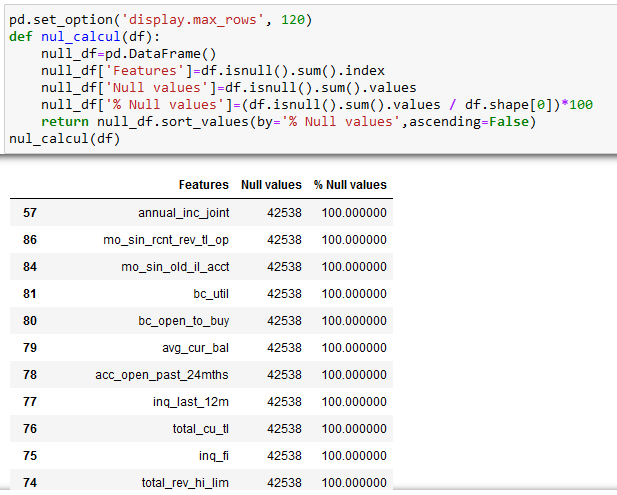 pd.set_option('display.max_rows', 120)
def nul_calcul(df):
    null_df=pd.DataFrame()
    null_df['Features']=df.isnull().sum().index
    null_df['Null values']=df.isnull().sum().values
    null_df['% Null values']=(df.isnull().sum().values / df.shape[0])*100
    return null_df.sort_values(by='% Null values',ascending=False)
nul_calcul(df)
Features Null values % Null values
57 annual_inc_joint 42538 100.000000
86 mo_sin_rcnt_rev_tl_op 42538 100.000000
84 mo_sin_old_il_acct 42538 100.000000
81 bc_util 42538 100.000000
80 bc_open_to_buy 42538 100.000000
79 avg_cur_bal 42538 100.000000
78 acc_open_past_24mths 42538 100.000000
77 inq_last_12m 42538 100.000000
76 total_cu_tl 42538 100.000000
75 inq_fi 42538 100.000000
74 total_rev_hi_lim 42538 100.000000